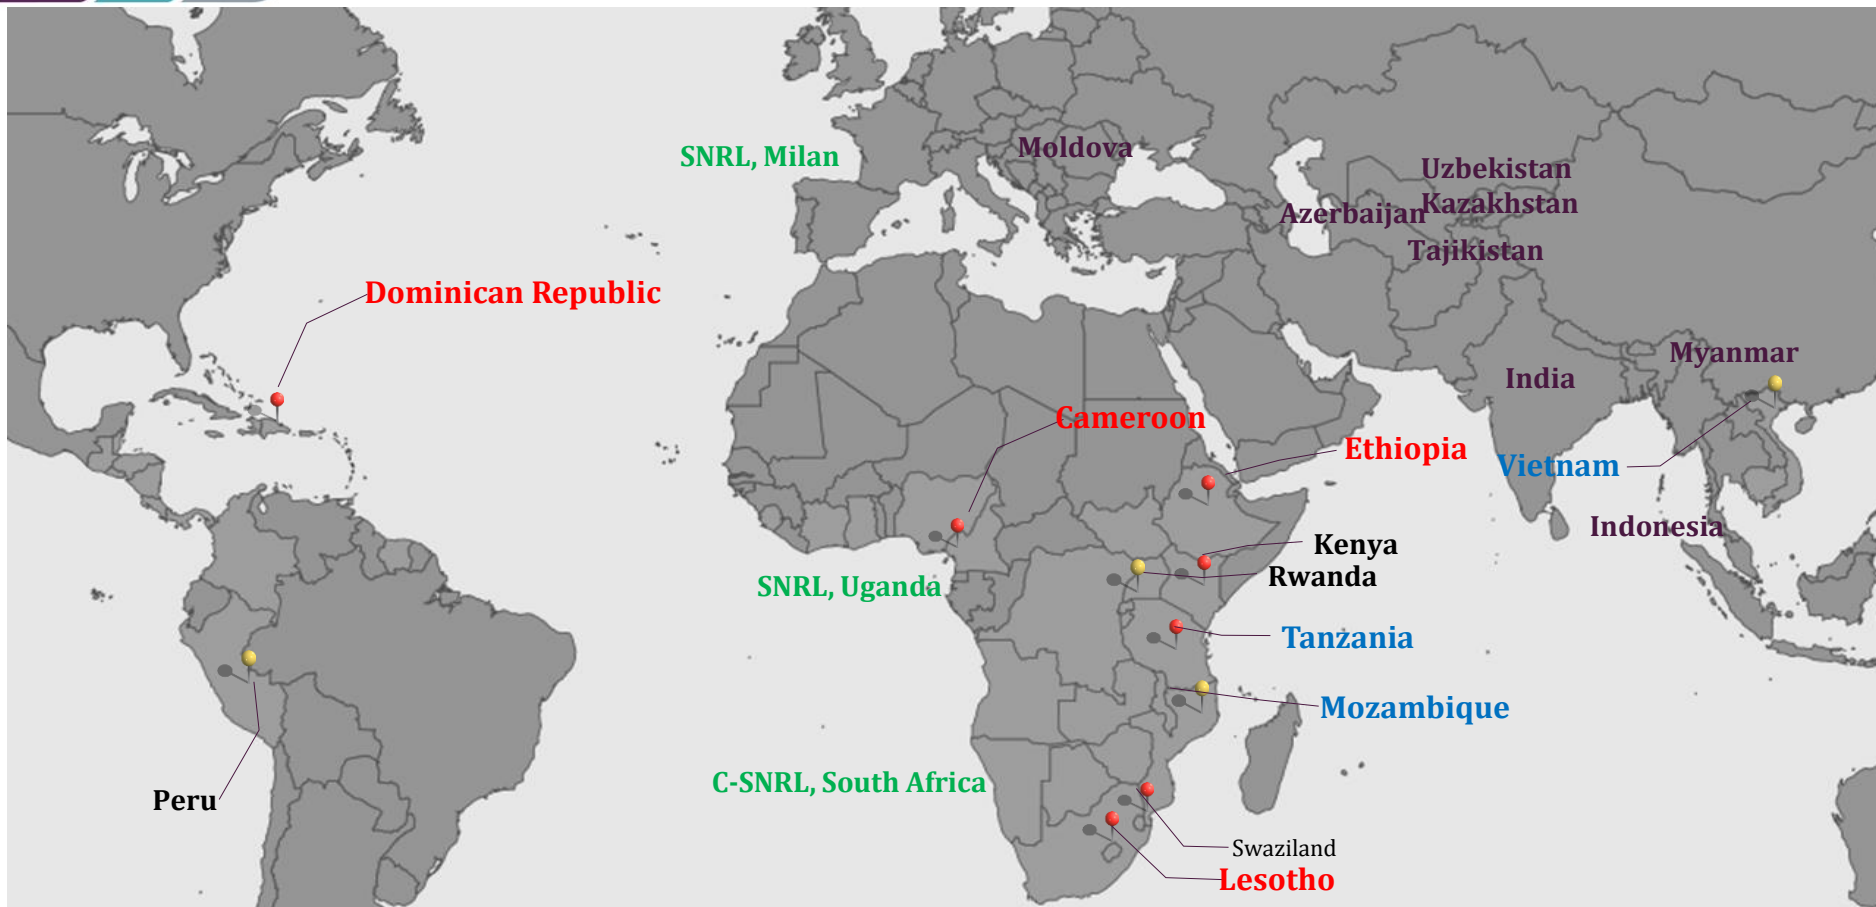 Moldova
SNRL, Milan
Uzbekistan
Kazakhstan
Azerbaijan
Tajikistan
Dominican Republic
Myanmar
India
Cameroon
Ethiopia
Vietnam
Indonesia
Kenya
Rwanda
SNRL, Uganda
Tanzania
Mozambique
C-SNRL, South Africa
Peru
Swaziland
Lesotho